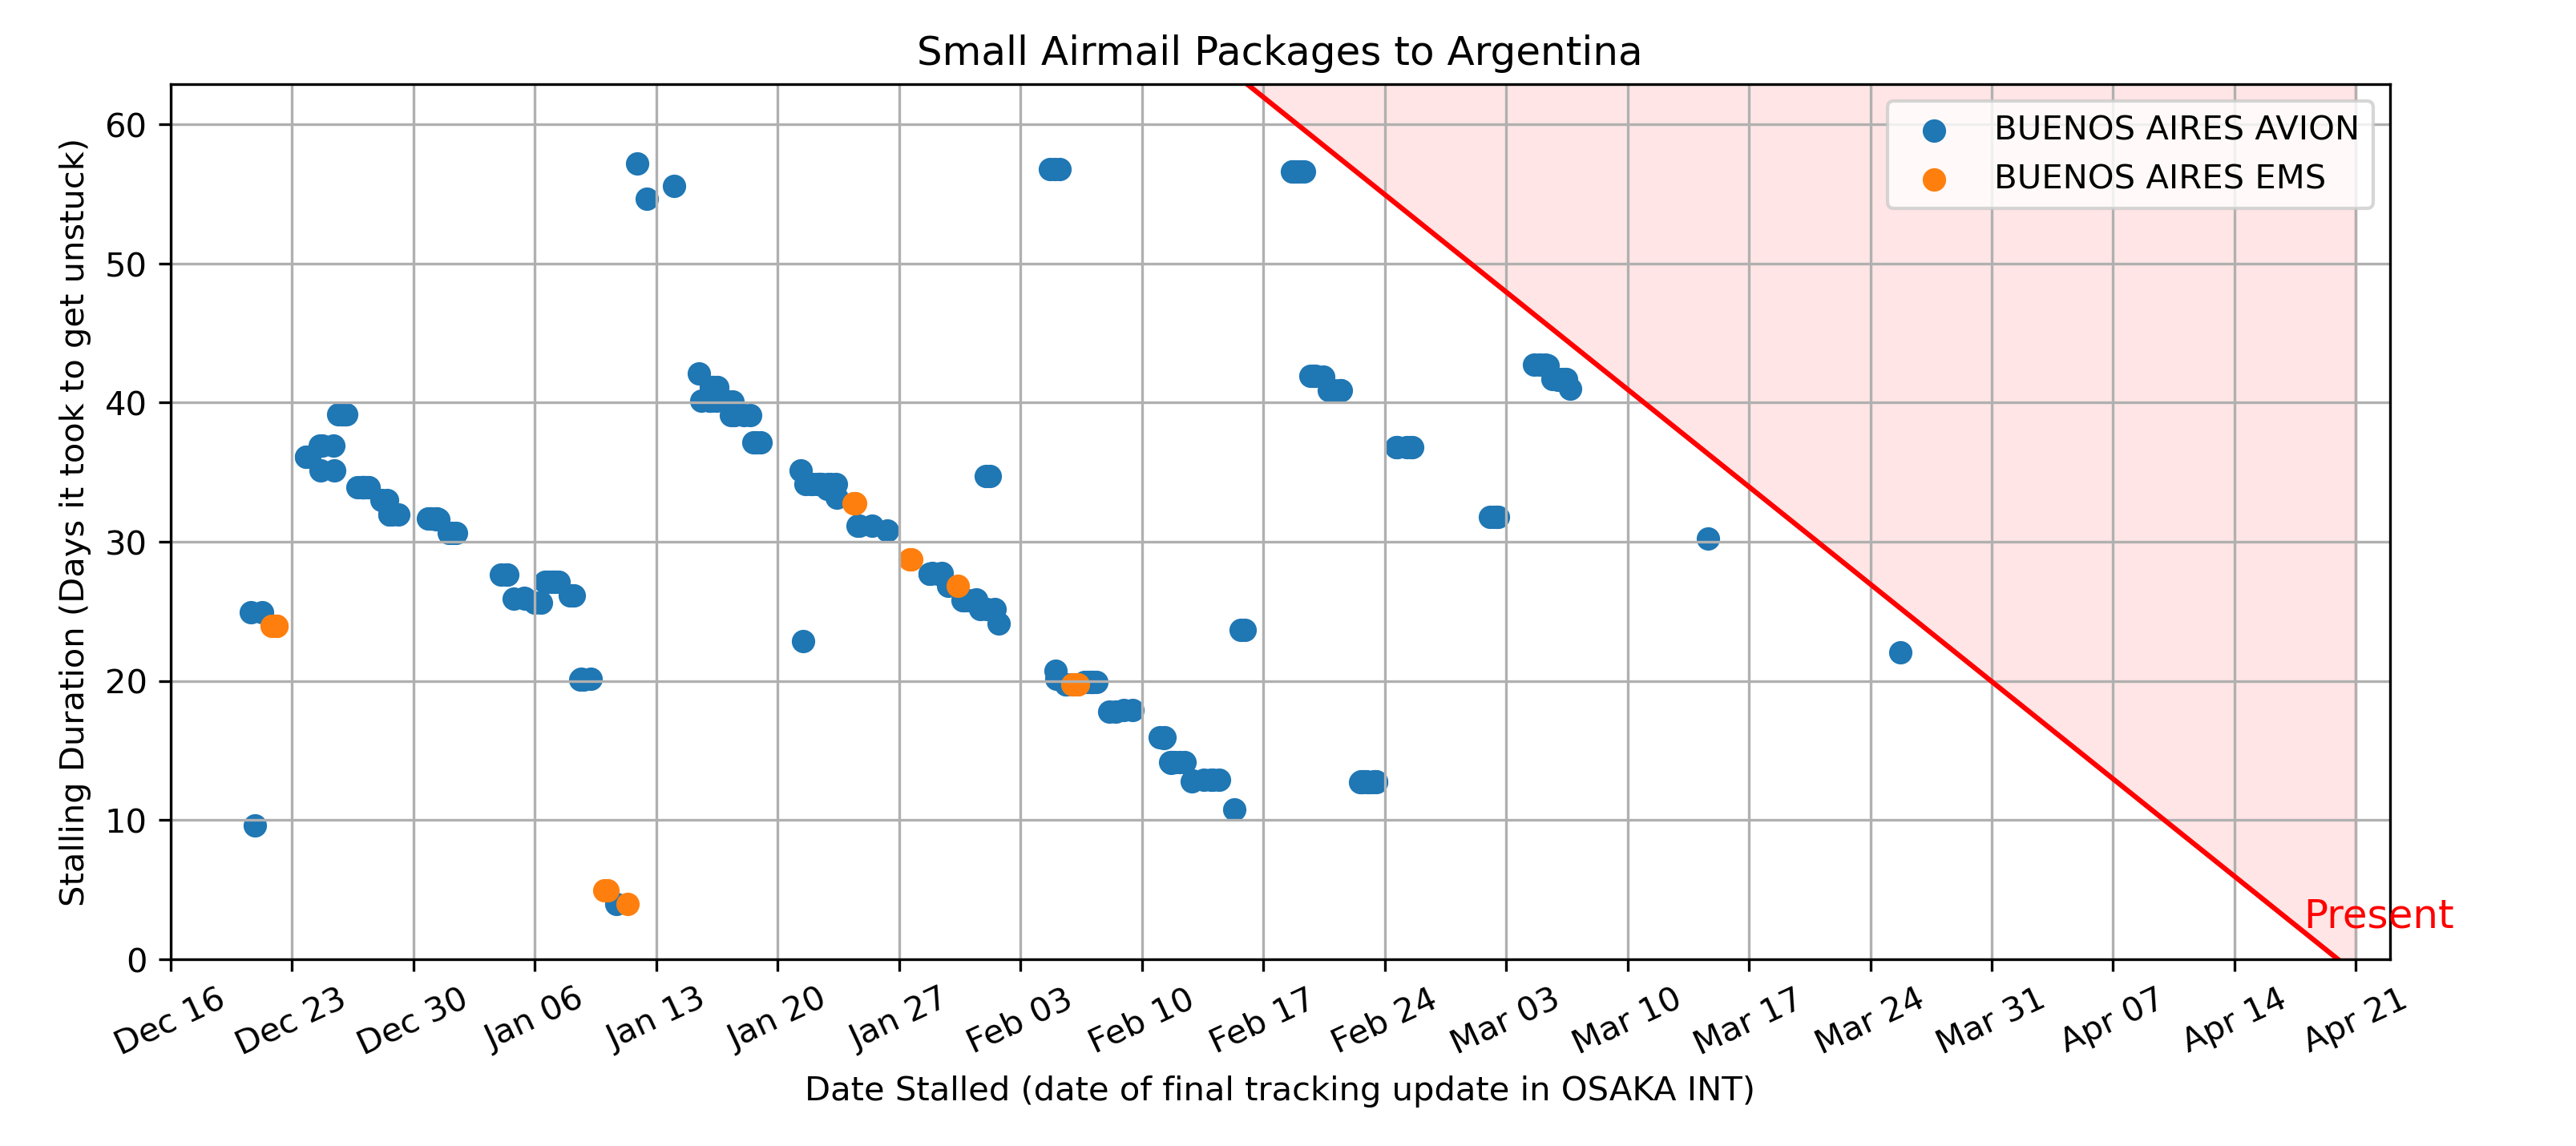 Small Airmail Packages to Argentina
BUENOS AIRES AVION
BUENOS AIRES EMS
Stalling Duration (Days it took to get unstuck)
60
50
40
30
20
10
0
Present
Dec 16
Dec 23
Dec 30
Jan 06
Jan 13
Jan 20
Jan 27
Feb 03
Feb 10
Feb 17
Feb 24
Mar 03
Mar 10
Mar 17
Mar 24
Mar 31
Apr 07
Apr 14
Apr 21
Date Stalled (date of final tracking update in OSAKA INT)